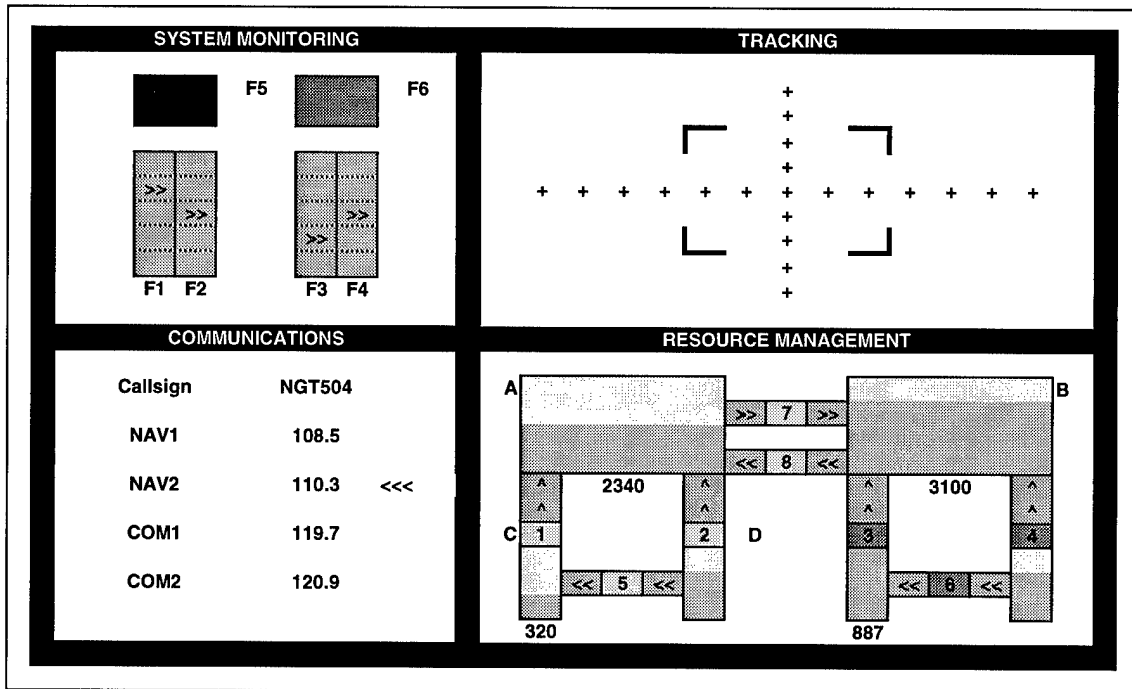 SYSTEM MONITORING
F5 F6
>>
>>
>>
>>
F1 F2 F3 F4
TRACKING
+
+
+
+
+ + + + + + + + + + + + +
+
+
+
+
COMMUNICATIONS
Callsign NGT504
NAV1 108.5
NAV2 110.3 <<<
COM1 119.7
COM2 120.9
RESOURCE MANAGEMENT
A B
>> 7 >>
<< 8 <<
2340 3100
^ ^ ^ ^
^ ^ ^ ^
C 1 2 D 3 4
<< 5 << << 6 <<
320 887